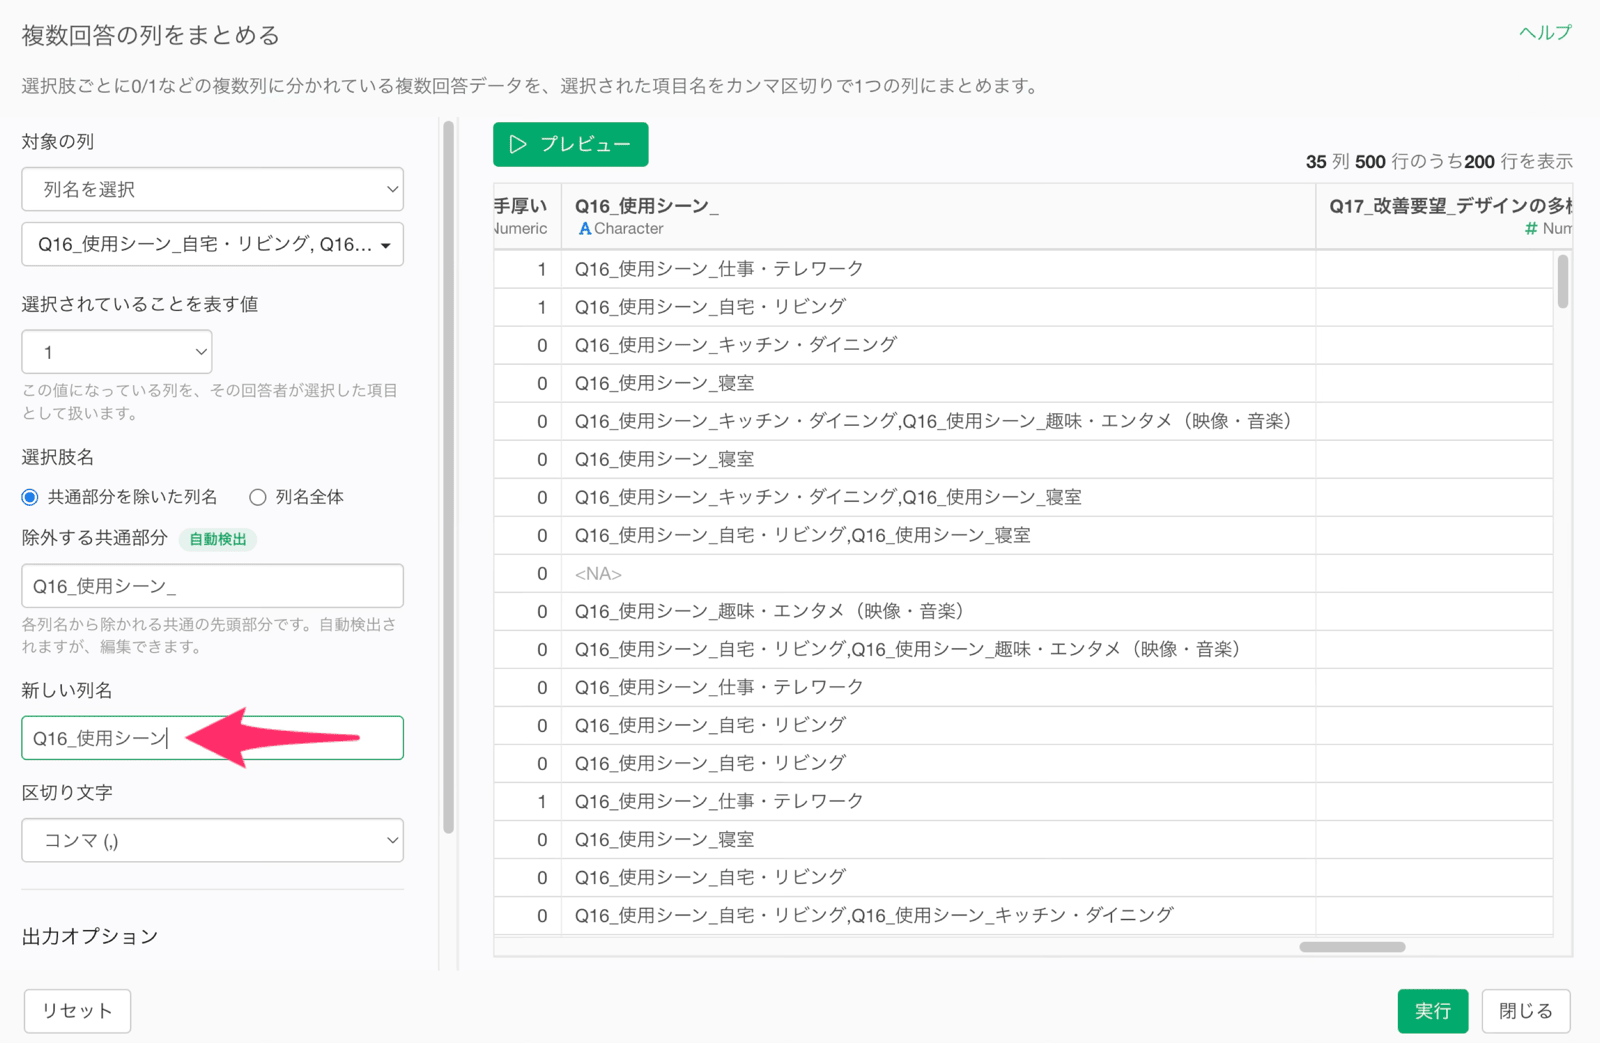 複数回答の列をまとめる
ヘルプ
選択肢ごとに0/1などの複数列に分かれている複数回答データを、選択された項目名をカンマ区切りで1つの列にまとめます。
対象の列
列名を選択
Q16_使用シーン_自宅・リビング, Q16...
選択されていることを表す値
1
この値になっている列を、その回答者が選択した項目
として扱います。
選択肢名
共通部分を除いた列名
列名全体
除外する共通部分 自動検出
Q16_使用シーン_
各列名から除かれる共通の先頭部分です。自動検出さ
れますが、編集できます。
新しい列名
Q16_使用シーン
区切り文字
コンマ (,)
出力オプション
リセット
プレビュー
35 列 500 行のうち200 行を表示
手厚い Q16_使用シーン_ Q17_改善要望_デザインの多
Numeric A Character # Num
1 Q16_使用シーン_仕事・テレワーク
1 Q16_使用シーン_自宅・リビング
0 Q16_使用シーン_キッチン・ダイニング
0 Q16_使用シーン_寝室
0 Q16_使用シーン_キッチン・ダイニング,Q16_使用シーン_趣味・エンタメ（映像・音楽）
0 Q16_使用シーン_寝室
0 Q16_使用シーン_キッチン・ダイニング,Q16_使用シーン_寝室
0 Q16_使用シーン_自宅・リビング,Q16_使用シーン_寝室
0 <NA>
0 Q16_使用シーン_趣味・エンタメ（映像・音楽）
0 Q16_使用シーン_自宅・リビング,Q16_使用シーン_趣味・エンタメ（映像・音楽）
0 Q16_使用シーン_仕事・テレワーク
0 Q16_使用シーン_自宅・リビング
0 Q16_使用シーン_自宅・リビング
1 Q16_使用シーン_仕事・テレワーク
0 Q16_使用シーン_寝室
0 Q16_使用シーン_自宅・リビング
0 Q16_使用シーン_自宅・リビング,Q16_使用シーン_キッチン・ダイニング
実行
閉じる